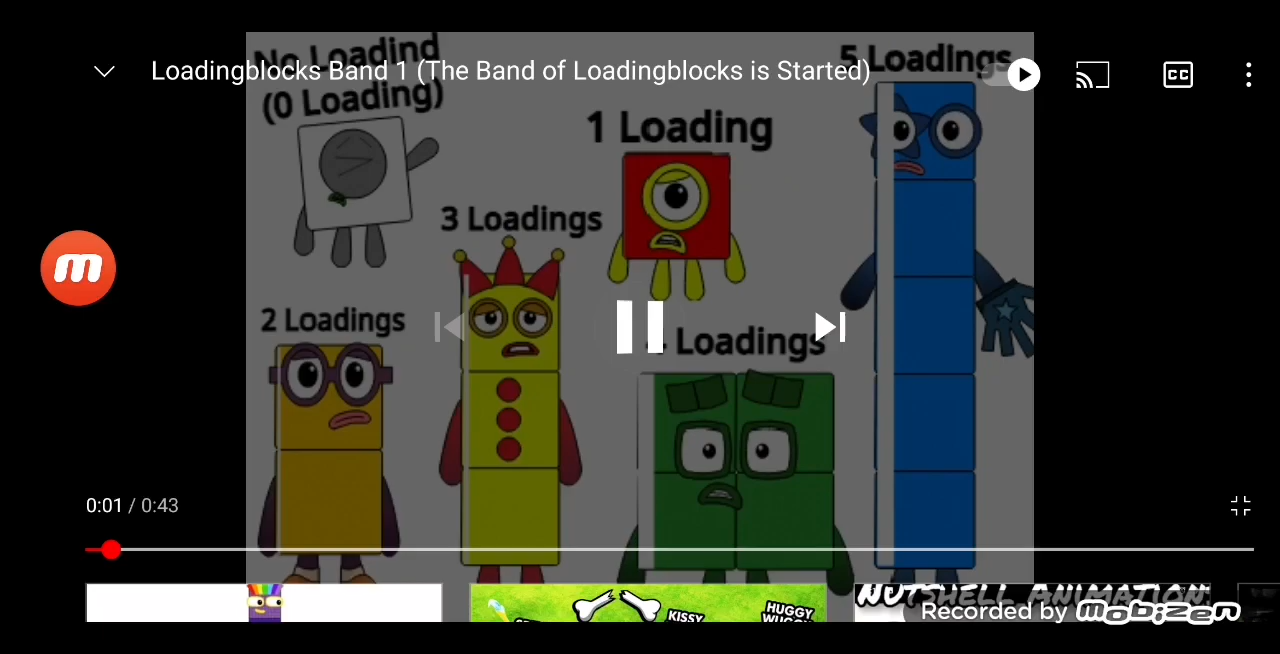 No Loadind
(0 Loading)
Loadingblocks Band 1 (The Band of Loadingblocks is Started)
5 Loadings
CC
1 Loading
3 Loadings
m
2 Loadings
Loadings
0:01 / 0:43
NUTSHELL ANIMATION
KISSY
HUGGY
WUGGY
Recorded by mobizen